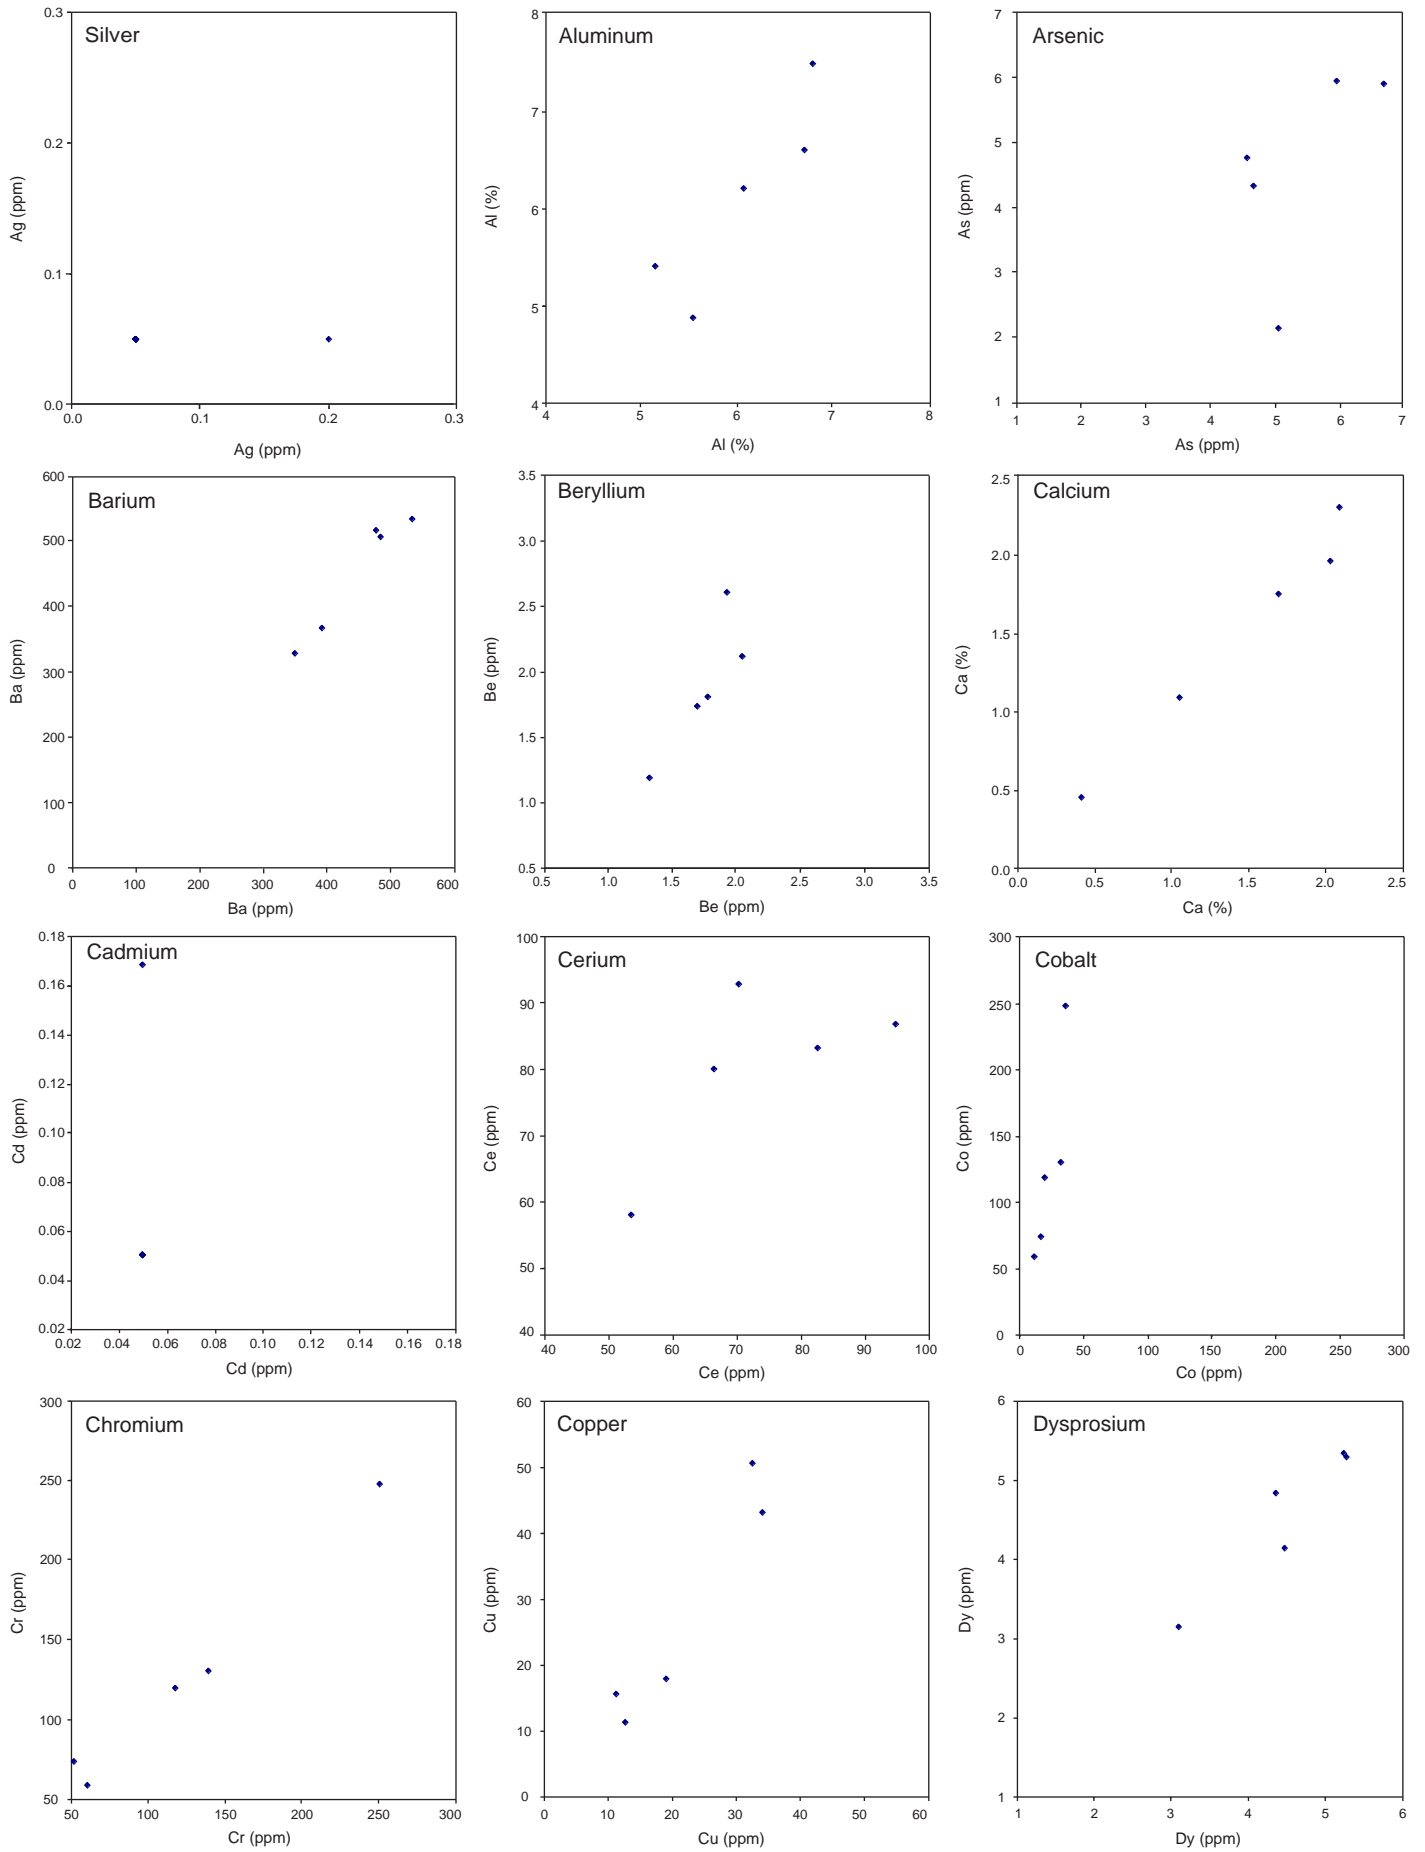 Silver
0.3
0.2
0.1
0.0
Ag (ppm)
0.0 0.1 0.2 0.3
Ag (ppm)
Aluminum
8
7
6
5
4
Al (%)
4 5 6 7 8
Al (%)
Arsenic
7
6
5
4
3
2
1
As (ppm)
1 2 3 4 5 6 7
As (ppm)
Barium
600
500
400
300
200
100
0
Ba (ppm)
0 100 200 300 400 500 600
Ba (ppm)
Beryllium
3.5
3.0
2.5
2.0
1.5
1.0
0.5
Be (ppm)
0.5 1.0 1.5 2.0 2.5 3.0 3.5
Be (ppm)
Calcium
2.5
2.0
1.5
1.0
0.5
0.0
Ca (%)
0.0 0.5 1.0 1.5 2.0 2.5
Ca (%)
Cadmium
0.18
0.16
0.14
0.12
0.10
0.08
0.06
0.04
0.02
Cd (ppm)
0.02 0.04 0.06 0.08 0.10 0.12 0.14 0.16 0.18
Cd (ppm)
Cerium
100
90
80
70
60
50
40
Ce (ppm)
40 50 60 70 80 90 100
Ce (ppm)
Cobalt
300
250
200
150
100
50
0
Co (ppm)
0 50 100 150 200 250 300
Co (ppm)
Chromium
300
250
200
150
100
50
Cr (ppm)
50 100 150 200 250 300
Cr (ppm)
Copper
60
50
40
30
20
10
0
Cu (ppm)
0 10 20 30 40 50 60
Cu (ppm)
Dysprosium
6
5
4
3
2
1
Dy (ppm)
1 2 3 4 5 6
Dy (ppm)